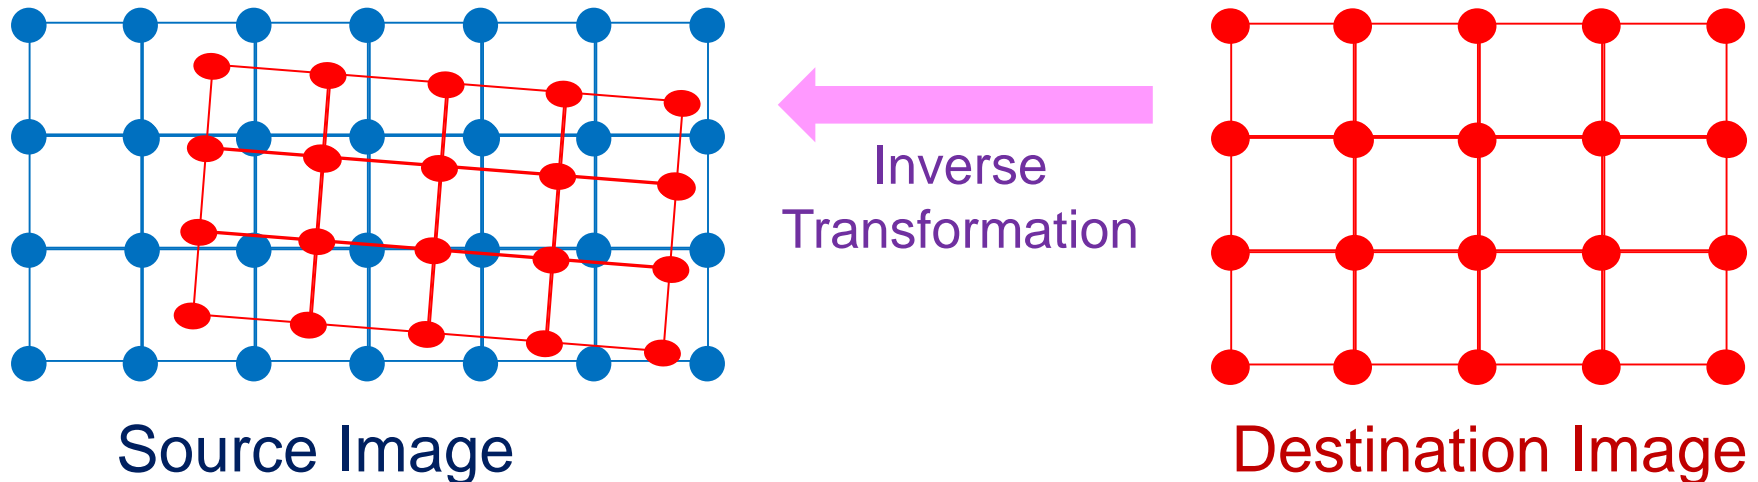 Inverse
Transformation
Source Image
Destination Image